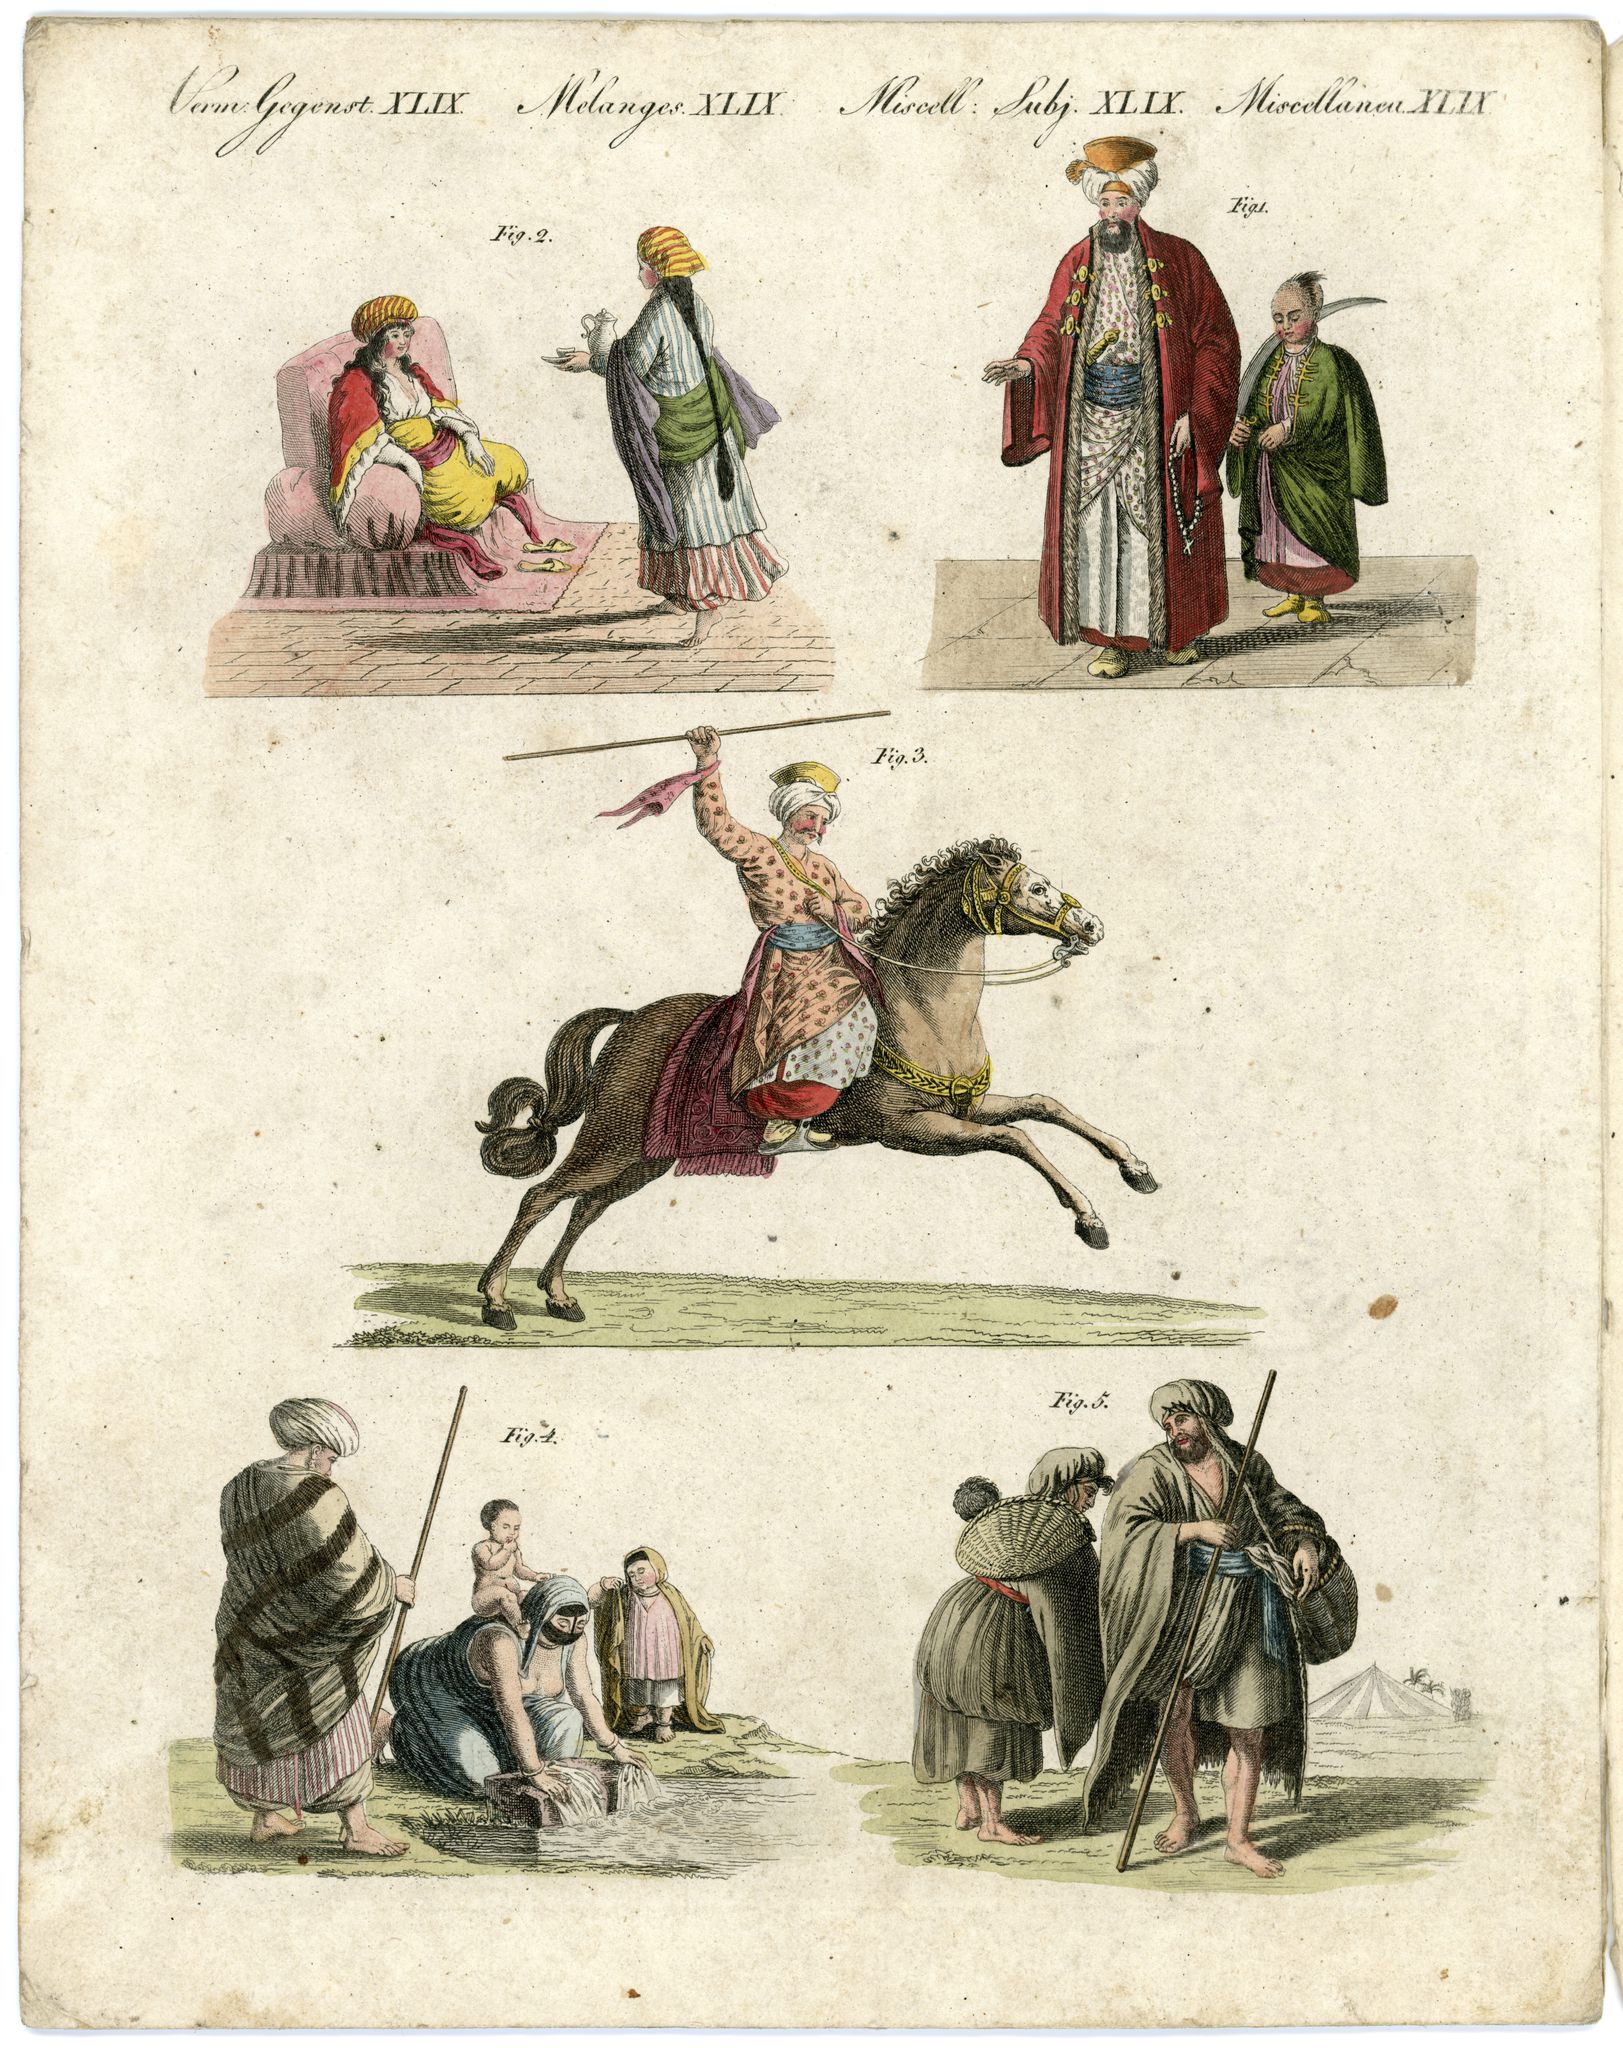 Verm: Gegenst. XLIX. Mélanges. XLIX. Miscell: Subj. XLIX. Miscellanea. XLIX
Fig. 2.
Fig 1.
Fig. 3.
Fig. 4.
Fig. 5.